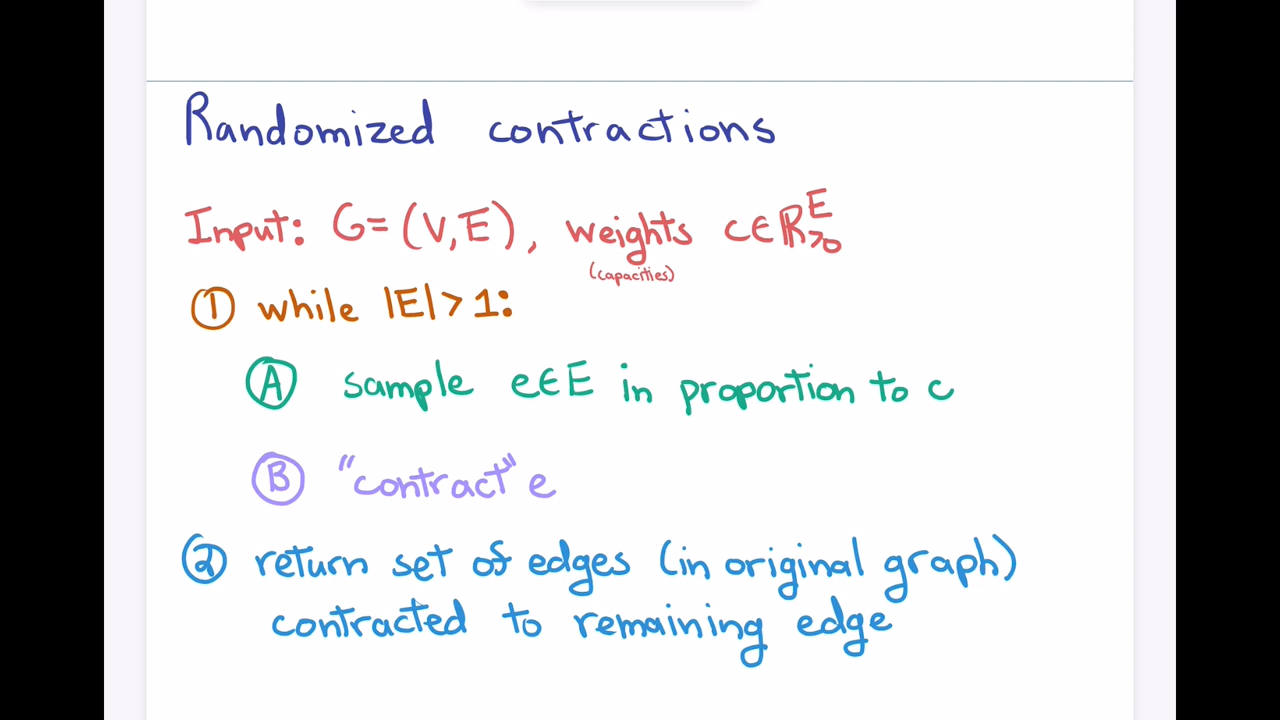 Randomized contractions
Input: G=(V,E), weights c∈ℝ^E_{>0}
(capacities)
① while |E|>1:
Ⓐ sample e∈E in proportion to c
Ⓑ "contract" e
② return set of edges (in original graph)
contracted to remaining edge